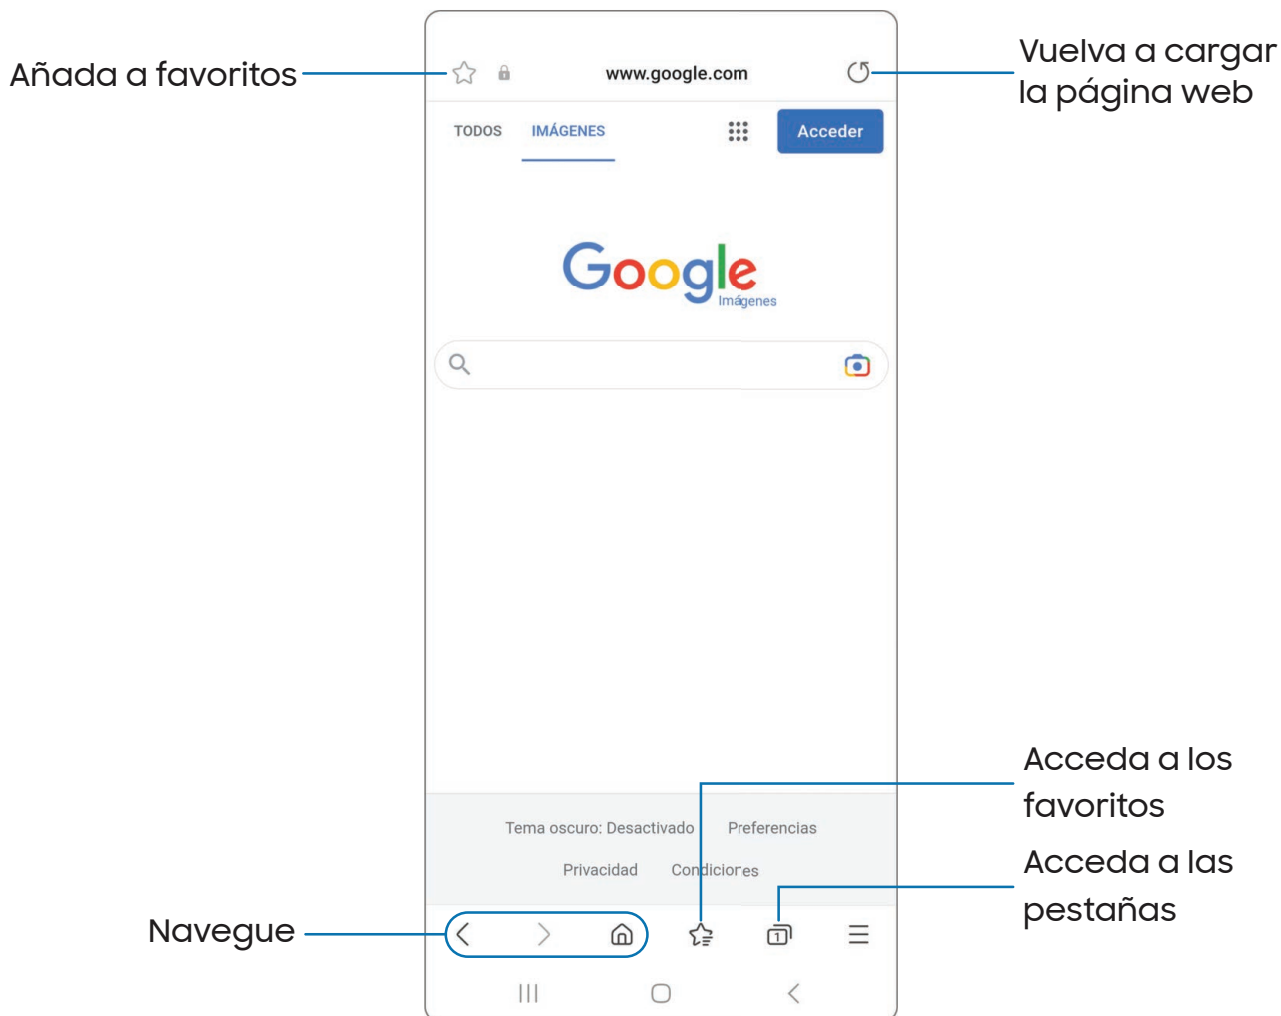 Añada a favoritos
www.google.com
Vuelva a cargar
la página web
TODOS IMÁGENES Acceder
Google
Imágenes
Acceda a los
favoritos
Tema oscuro: Desactivado Preferencias
Privacidad Condiciones
Acceda a las
pestañas
Navegue
1